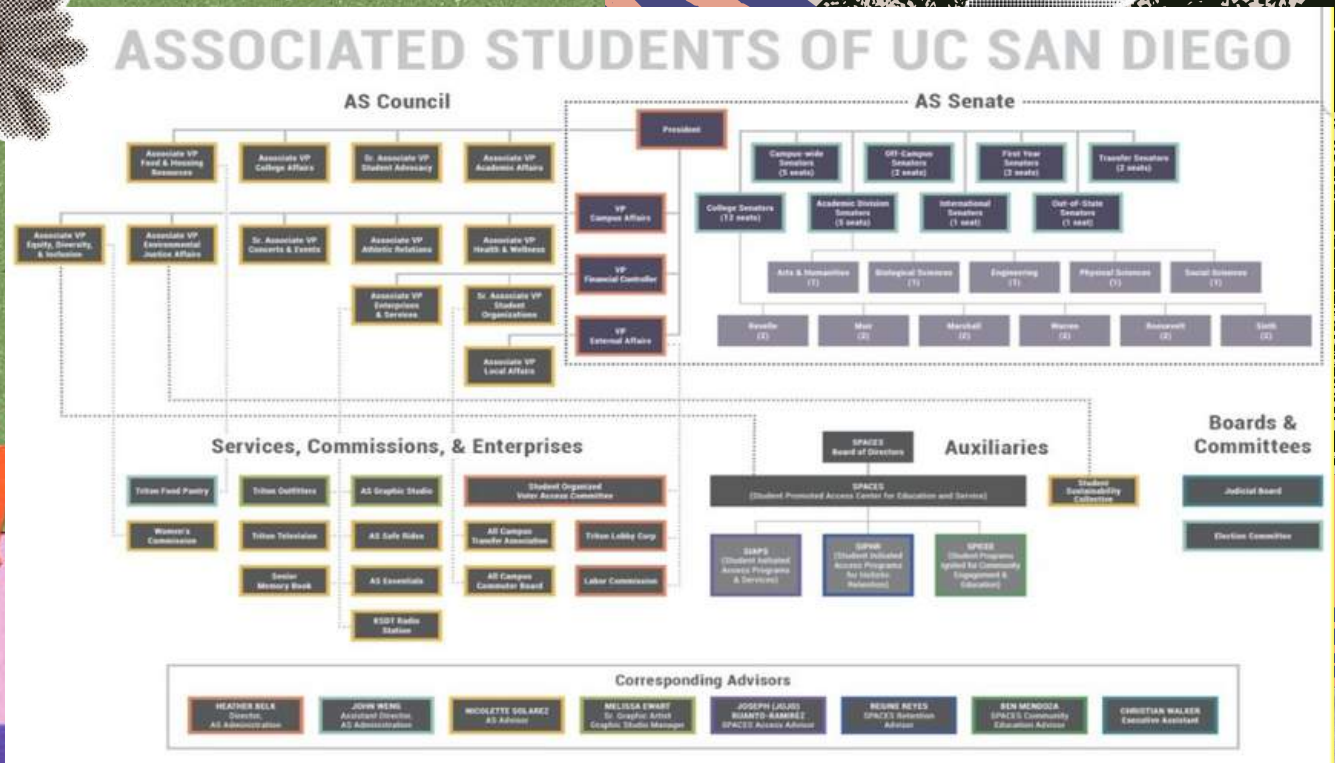 ASSOCIATED STUDENTS OF UC SAN DIEGO
AS Council
AS Senate
President
Associate VP
Food & Housing
Resources
Associate VP
College Affairs
Sr. Associate VP
Student Advocacy
Associate VP
Academic Affairs
Campus-wide
Senators
(5 seats)
Off-Campus
Senators
(2 seats)
First Year
Senators
(3 seats)
Transfer Senators
(2 seats)
VP
Campus Affairs
College Senators
(12 seats)
Academic Division
Senators
(5 seats)
International
Senators
(1 seat)
Out-of-State
Senators
(1 seat)
Associate VP
Equity, Diversity,
& Inclusion
Associate VP
Environmental
Justice Affairs
Sr. Associate VP
Concerts & Events
Associate VP
Athletic Relations
Associate VP
Health & Wellness
VP
Financial Controller
Arts & Humanities
(1)
Biological Sciences
(1)
Engineering
(1)
Physical Sciences
(1)
Social Sciences
(1)
Associate VP
Enterprises
& Services
Sr. Associate VP
Student
Organizations
VP
External Affairs
Revelle
(2)
Muir
(2)
Marshall
(2)
Warren
(2)
Roosevelt
(2)
Sixth
(2)
Associate VP
Local Affairs
Services, Commissions, & Enterprises
SPACES
Board of Directors
Auxiliaries
Boards &
Committees
Triton Food Pantry
Triton Outfitters
AS Graphic Studio
Student Organized
Voter Access Committee
SPACES
(Student Promoted Access Center for Education and Service)
Student
Sustainability
Collective
Judicial Board
Women's
Commission
Triton Television
AS Safe Rides
All Campus
Transfer Association
Triton Lobby Corp
Election Committee
SIAPS
(Student Initiated
Access Programs
& Services)
SIPHR
(Student Initiated
Access Programs
for Holistic
Retention)
SPICEE
(Student Programs
Ignited for Community
Engagement &
Education)
Senior
Memory Book
AS Essentials
All Campus
Commuter Board
Labor Commission
KSDT Radio
Station
Corresponding Advisors
HEATHER BELK
Director,
AS Administration
JOHN WENG
Assistant Director,
AS Administration
NICOLETTE SOLAREZ
AS Advisor
MELISSA EWART
Sr. Graphic Artist
Graphic Studio Manager
JOSEPH (JOJO)
RUANTO-RAMIREZ
SPACES Access Advisor
REGINE REYES
SPACES Retention
Advisor
BEN MENDOZA
SPACES Community
Education Advisor
CHRISTIAN WALKER
Executive Assistant